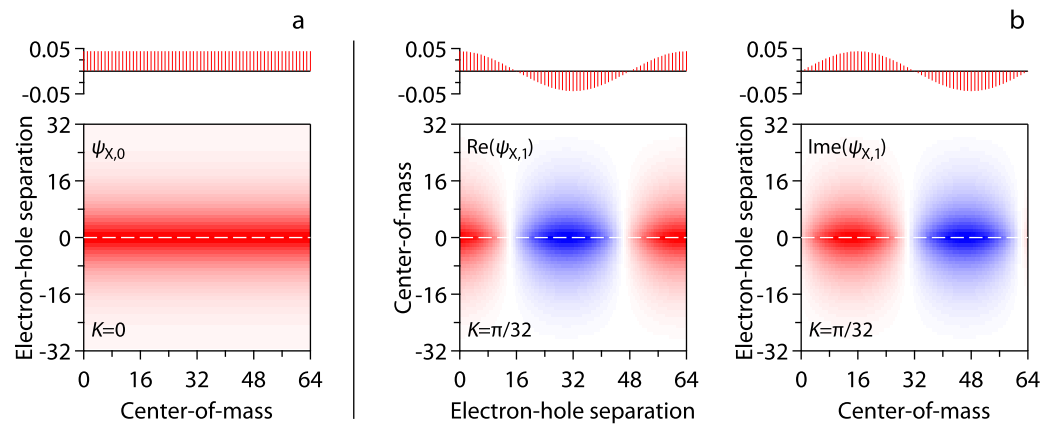 a
b
0.05
-0.05
0.05
-0.05
0.05
-0.05
Electron-hole separation
32
16
0
-16
-32
ψX,0
K=0
0 16 32 48 64
Center-of-mass
Center-of-mass
32
16
0
-16
-32
Re(ψX,1)
K=π/32
0 16 32 48 64
Electron-hole separation
Electron-hole separation
32
16
0
-16
-32
Ime(ψX,1)
K=π/32
0 16 32 48 64
Center-of-mass